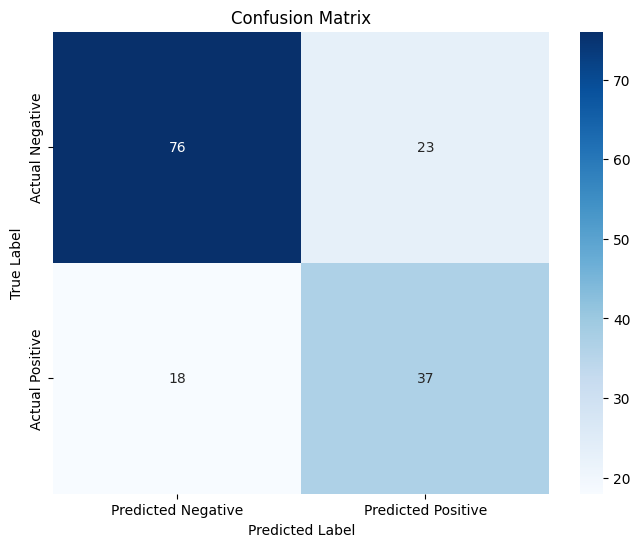 Confusion Matrix
Actual Negative
Actual Positive
True Label
76
23
18
37
Predicted Negative
Predicted Positive
Predicted Label
70
60
50
40
30
20